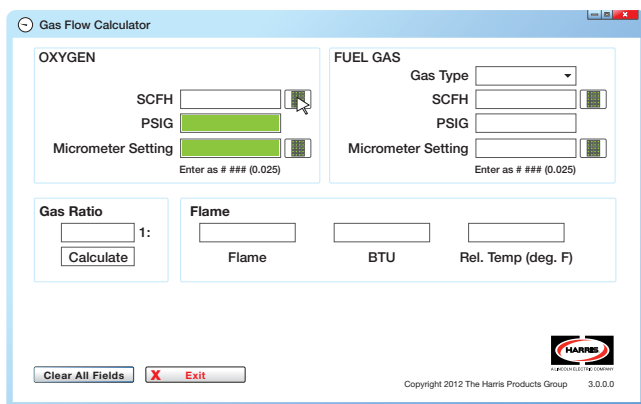 Gas Flow Calculator
OXYGEN
SCFH
PSIG
Micrometer Setting
Enter as # ### (0.025)
FUEL GAS
Gas Type
SCFH
PSIG
Micrometer Setting
Enter as # ### (0.025)
Gas Ratio
1:
Calculate
Flame
Flame
BTU
Rel. Temp (deg. F)
HARRIS
A LINCOLN ELECTRIC COMPANY
Clear All Fields
X Exit
Copyright 2012 The Harris Products Group 3.0.0.0